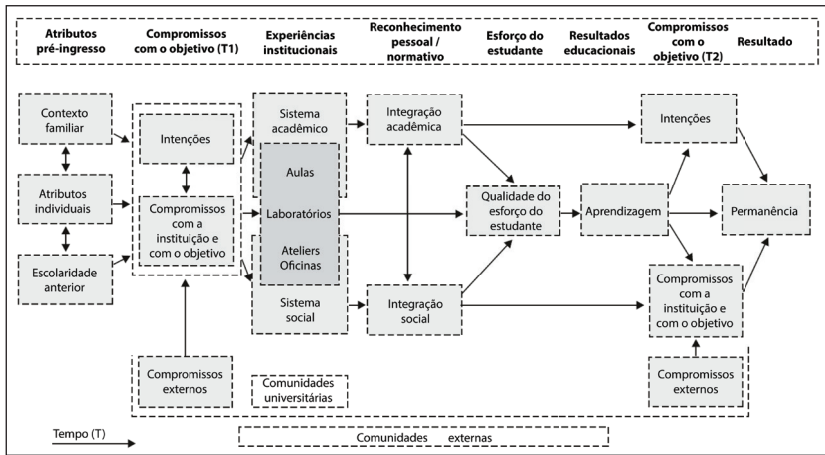 Atributos
pré-ingresso
Compromissos
com o objetivo (T1)
Experiências
institucionais
Reconhecimento
pessoal /
normativo
Esforço do
estudante
Resultados
educacionais
Compromissos
com o
objetivo (T2)
Resultado
Contexto
familiar
Atributos
individuais
Escolaridade
anterior
Intenções
Compromissos
com a
instituição e
com o objetivo
Compromissos
externos
Sistema
acadêmico
Aulas
Laboratórios
Ateliers
Oficinas
Sistema
social
Comunidades
universitárias
Integração
acadêmica
Integração
social
Qualidade do
esforço do
estudante
Aprendizagem
Intenções
Compromissos
com a
instituição e
com o objetivo
Compromissos
externos
Permanência
Tempo (T)
Comunidades externas